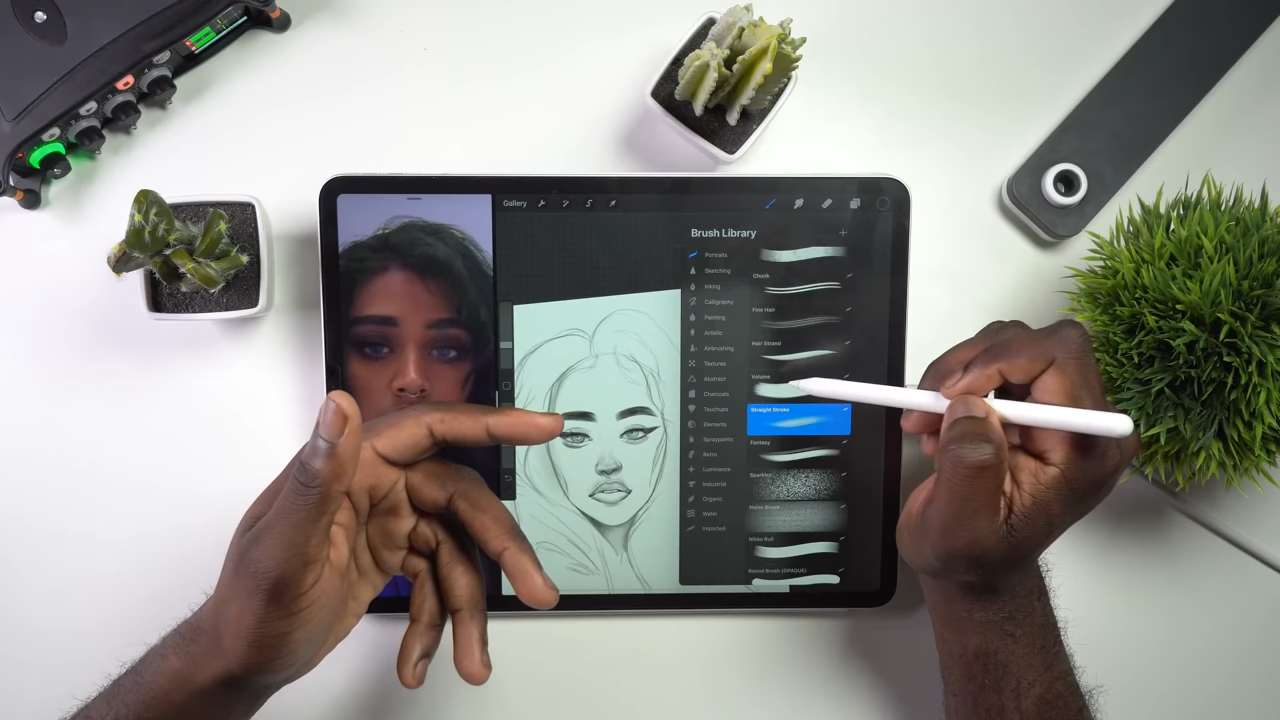 Gallery
Brush Library
Portraits
Sketching
Inking
Calligraphy
Painting
Artistic
Airbrushing
Textures
Abstract
Charcoals
Touchups
Elements
Spraypaints
Retro
Luminance
Industrial
Organic
Water
Imported
Chunk
Fine Hair
Hair Strand
Volume
Straight Stroke
Fantasy
Sparkles
Noise Brush
Nikko Rull
Round Brush (OPAQUE)